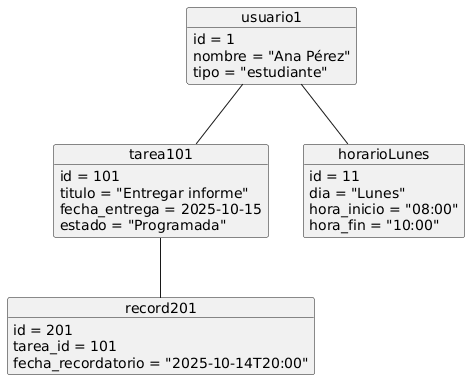 usuario1
id = 1
nombre = "Ana Pérez"
tipo = "estudiante"
tarea101
id = 101
titulo = "Entregar informe"
fecha_entrega = 2025-10-15
estado = "Programada"
horarioLunes
id = 11
dia = "Lunes"
hora_inicio = "08:00"
hora_fin = "10:00"
record201
id = 201
tarea_id = 101
fecha_recordatorio = "2025-10-14T20:00"